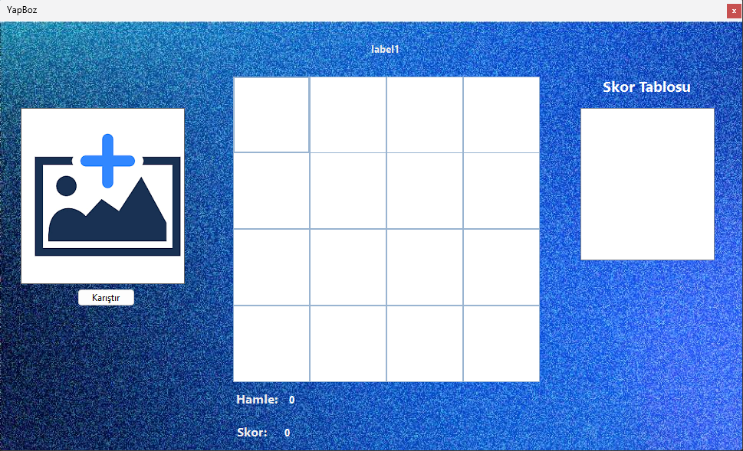 YapBoz
x
label1
Skor Tablosu
Karıştır
Hamle: 0
Skor: 0